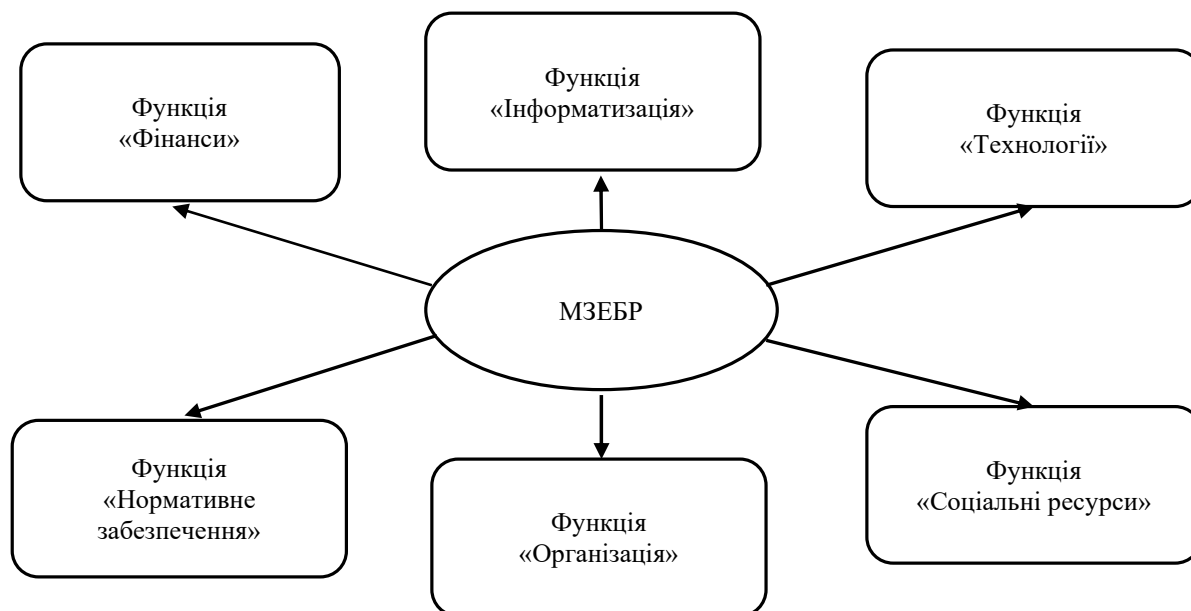 Функція
«Фінанси»
Функція
«Інформатизація»
Функція
«Технології»
МЗЕБР
Функція
«Нормативне
забезпечення»
Функція
«Організація»
Функція
«Соціальні ресурси»